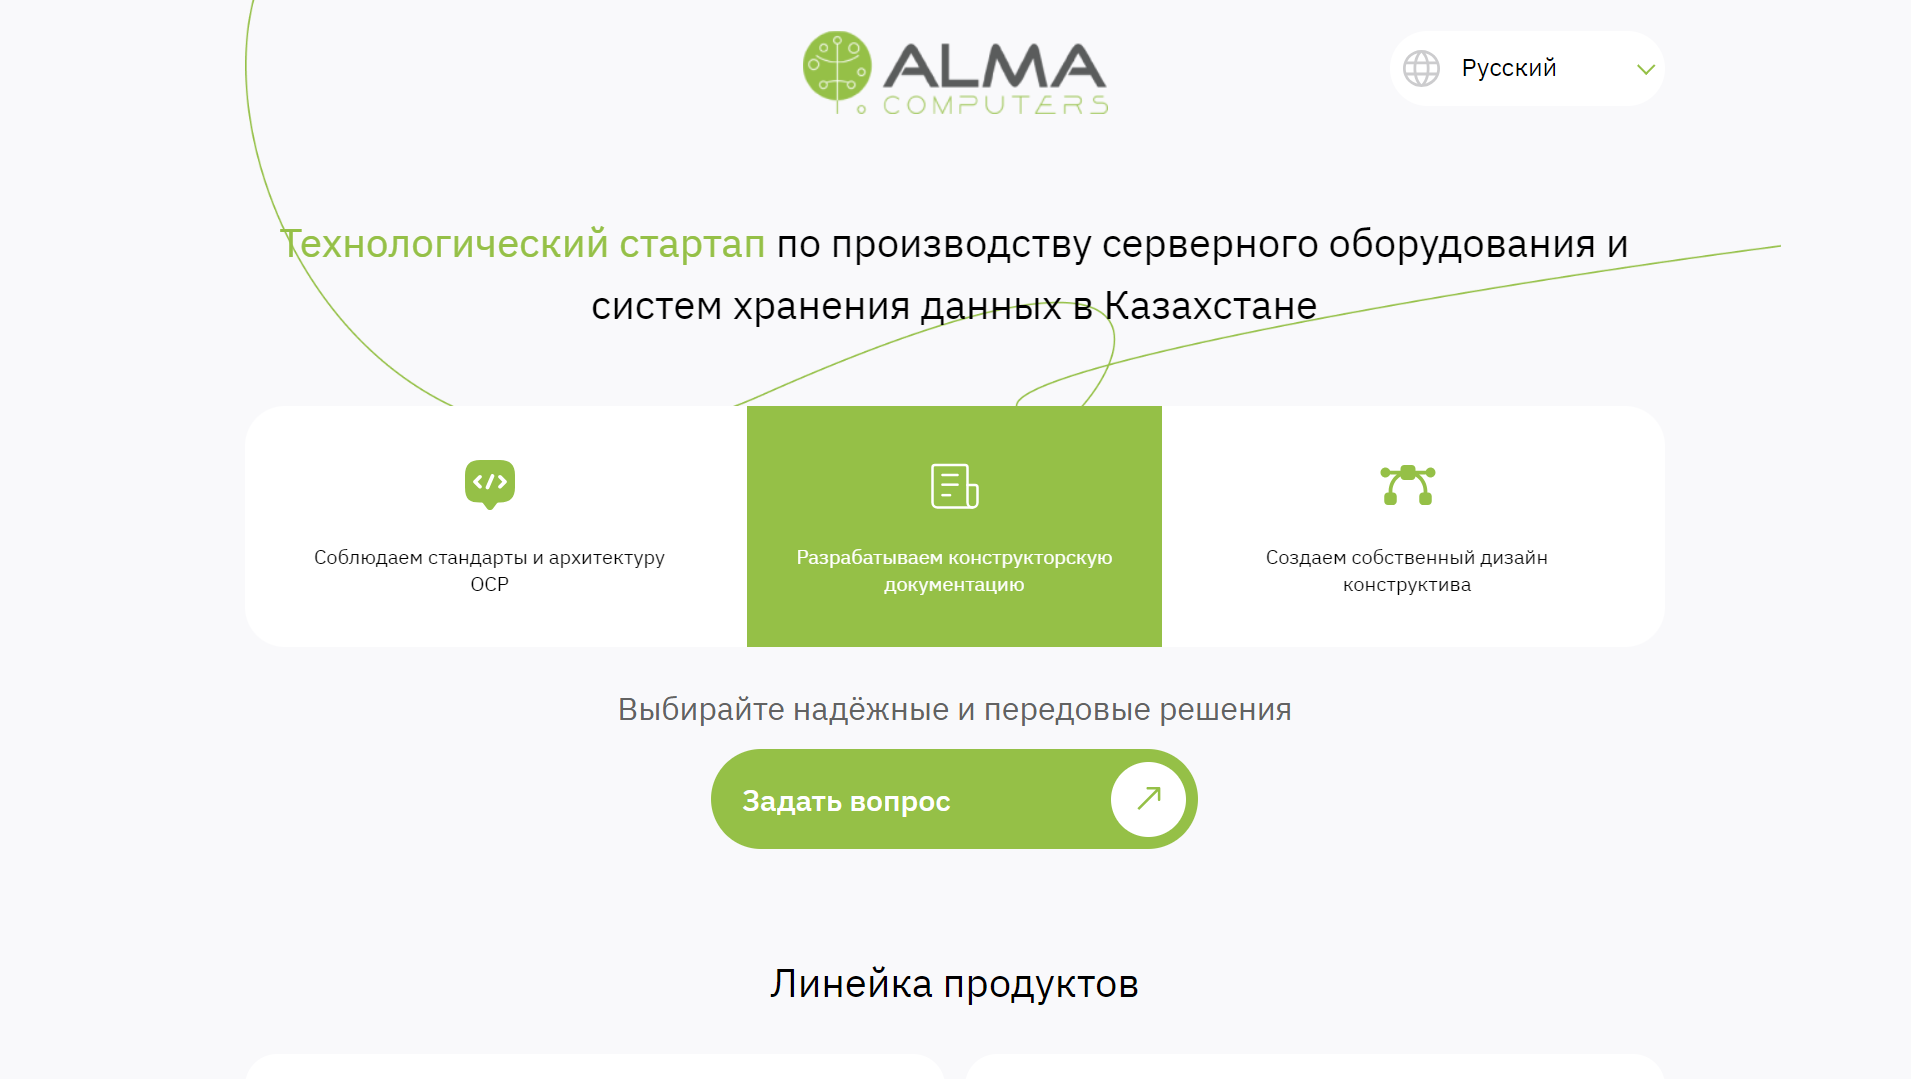 ALMA
COMPUTERS
Русский
Технологический стартап по производству серверного оборудования и
систем хранения данных в Казахстане
Соблюдаем стандарты и архитектуру
OCP
Разрабатываем конструкторскую
документацию
Создаем собственный дизайн
конструктива
Выбирайте надёжные и передовые решения
Задать вопрос
Линейка продуктов